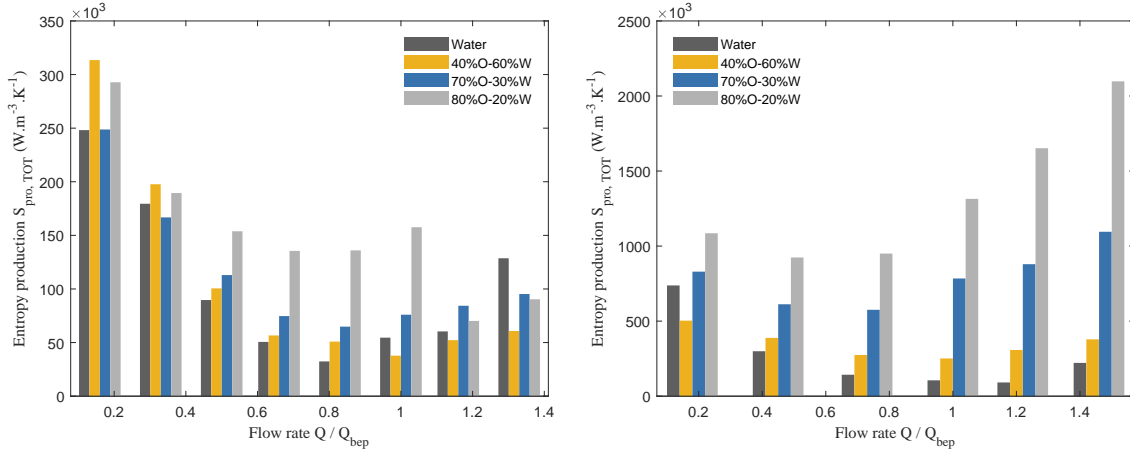 ×10³
350
300
250
200
150
100
50
0
Entropy production S_pro, TOT (W.m⁻³.K⁻¹)
Water
40%O-60%W
70%O-30%W
80%O-20%W
0.2 0.4 0.6 0.8 1 1.2 1.4
Flow rate Q / Q_bep
×10³
2500
2000
1500
1000
500
0
Entropy production S_pro, TOT (W.m⁻³.K⁻¹)
Water
40%O-60%W
70%O-30%W
80%O-20%W
0.2 0.4 0.6 0.8 1 1.2 1.4
Flow rate Q / Q_bep